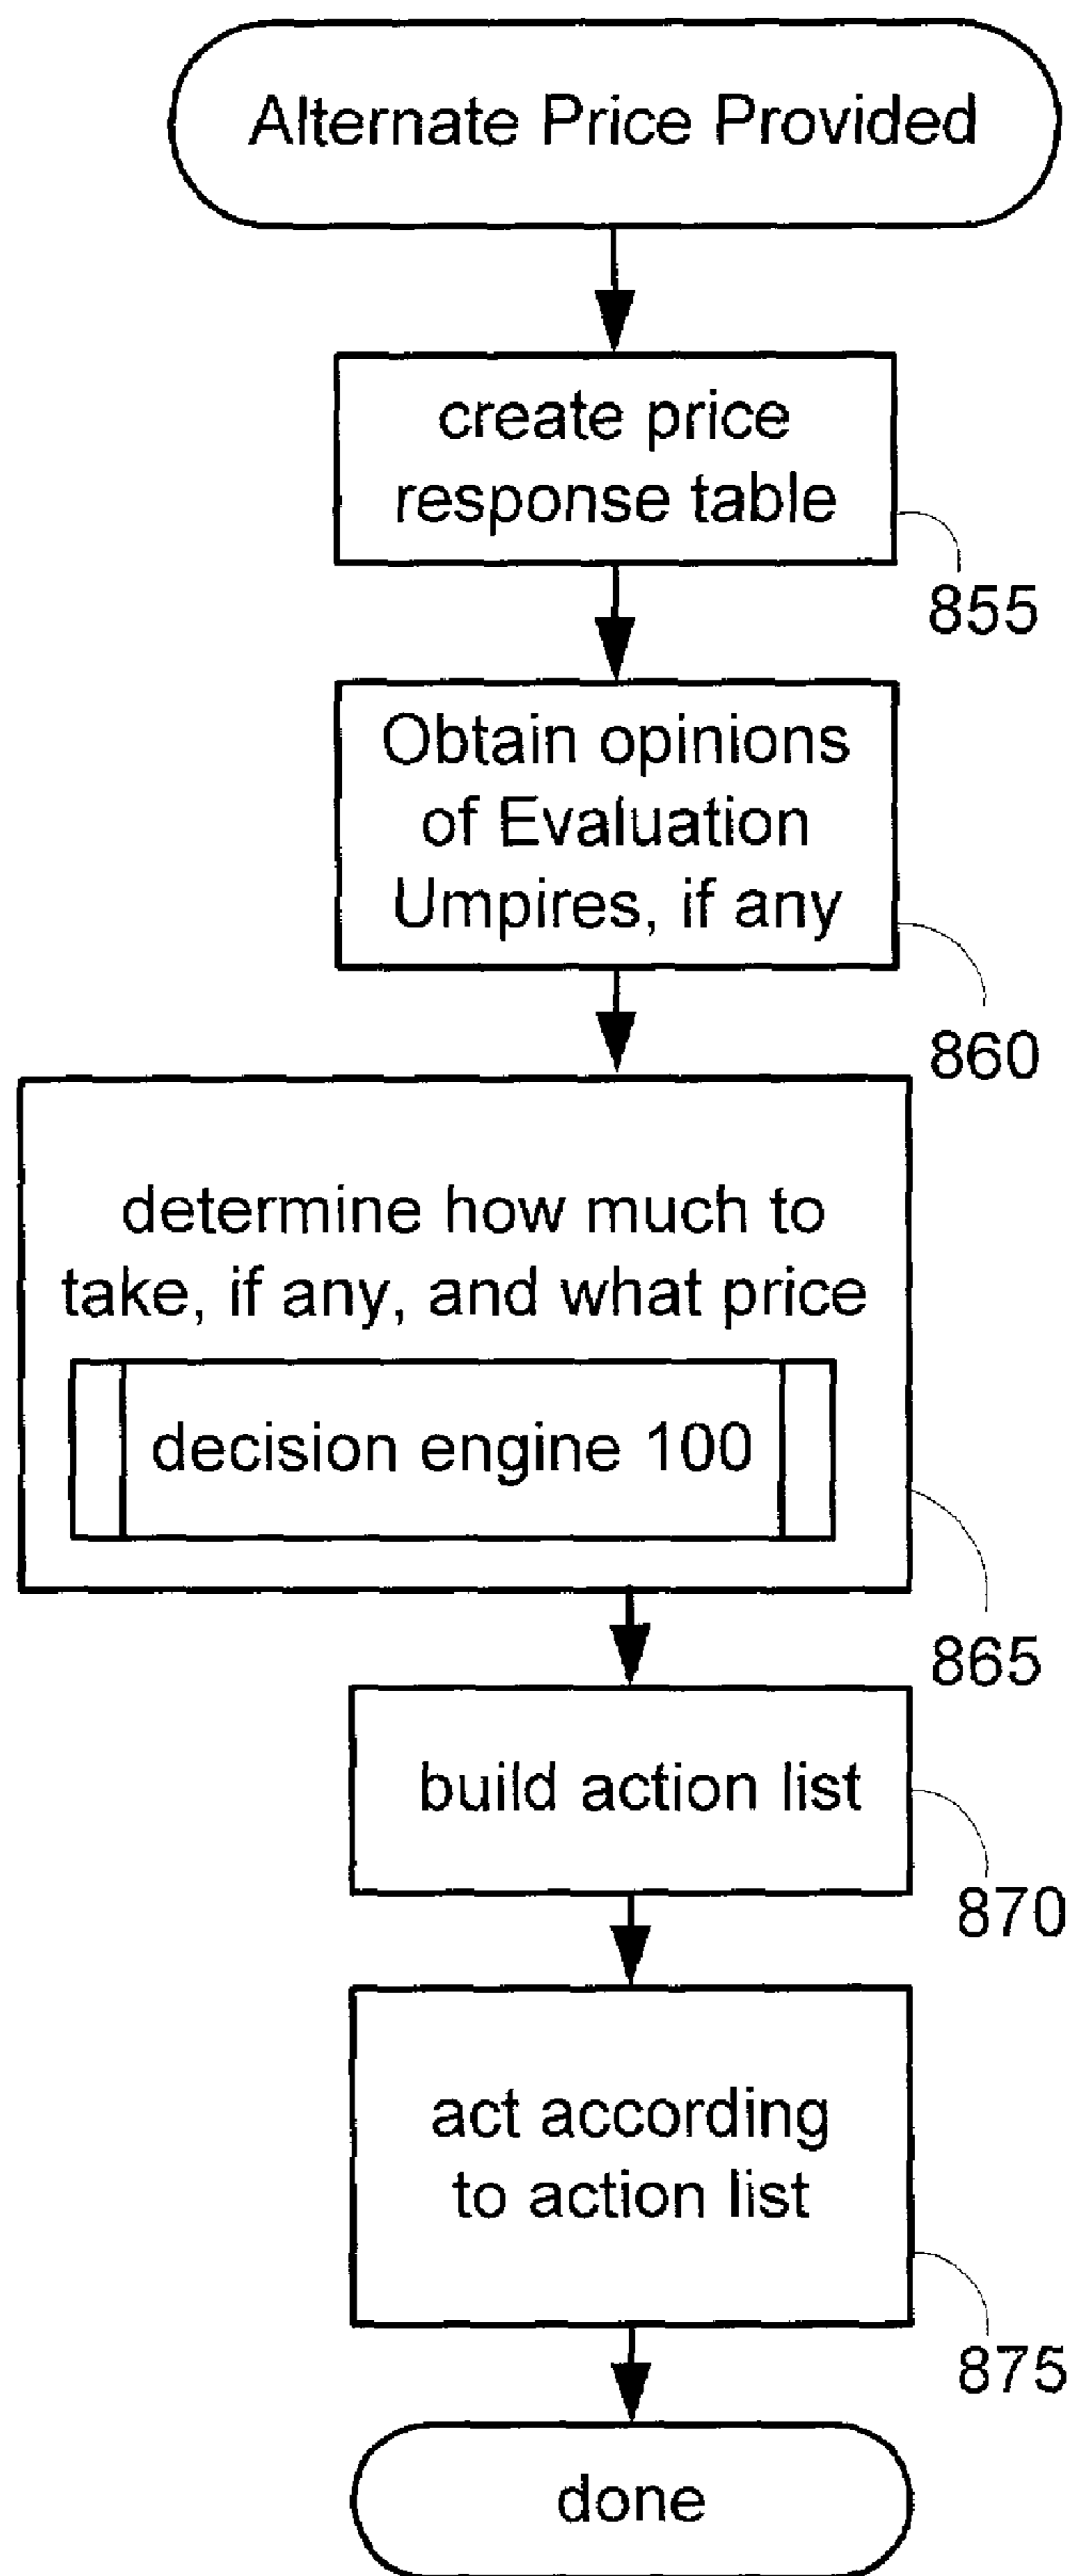 Alternate Price Provided
create price
response table
855
Obtain opinions
of Evaluation
Umpires, if any
860
determine how much to
take, if any, and what price
decision engine 100
865
build action list
870
act according
to action list
875
done